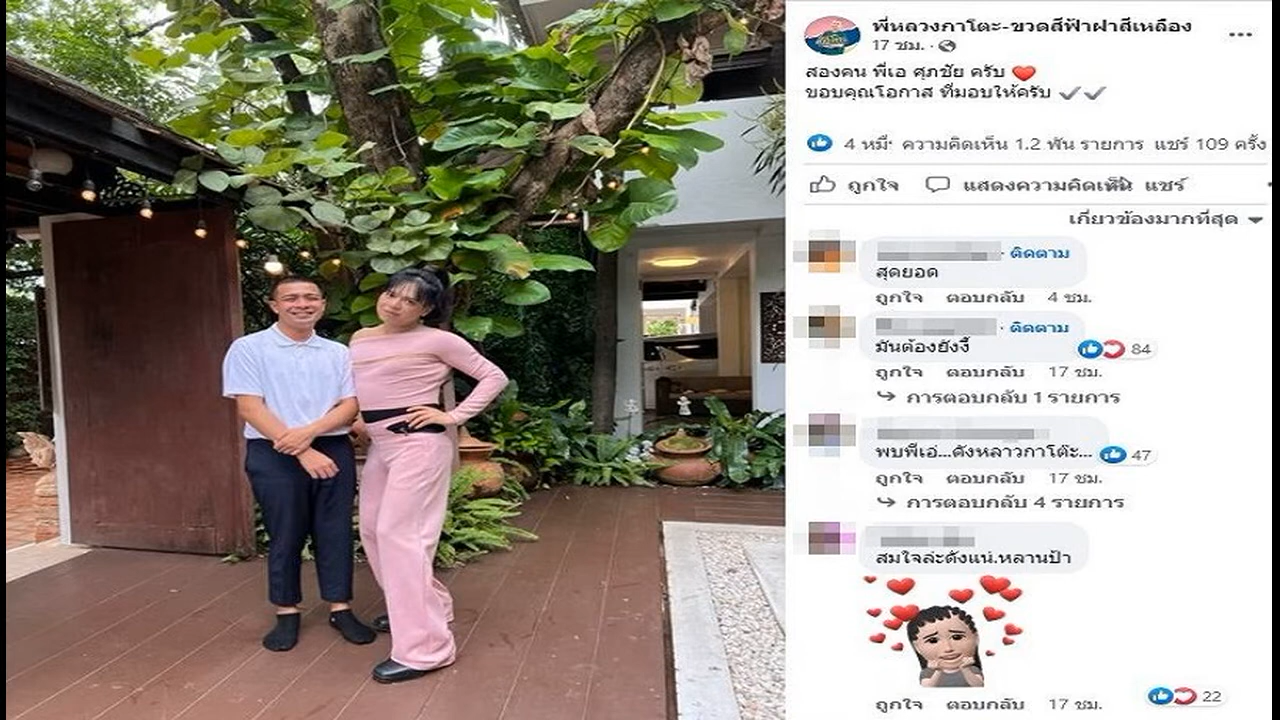 พี่หลวงกาโตะ-ขวดสีฟ้าฝาสีเหลือง
17 ชม. ·
สองคน พี่เอ ศุภชัย ครับ ❤️
ขอบคุณโอกาส ที่มอบให้ครับ ✔✔
4 หมื่· ความคิดเห็น 1.2 พัน รายการ แชร์ 109 ครั้ง
ถูกใจ แสดงความคิดเห็น แชร์
เกี่ยวข้องมากที่สุด
· ติดตาม
สุดยอด
ถูกใจ ตอบกลับ 4 ชม.
· ติดตาม
มันต้องยังงี้
84
ถูกใจ ตอบกลับ 17 ชม.
การตอบกลับ 1 รายการ
พบพี่เอ่...ดังหลาวกาโต๊ะ...
47
ถูกใจ ตอบกลับ 17 ชม.
การตอบกลับ 4 รายการ
สมใจล่ะดังแน่.หลานป้า
ถูกใจ ตอบกลับ 17 ชม.
22